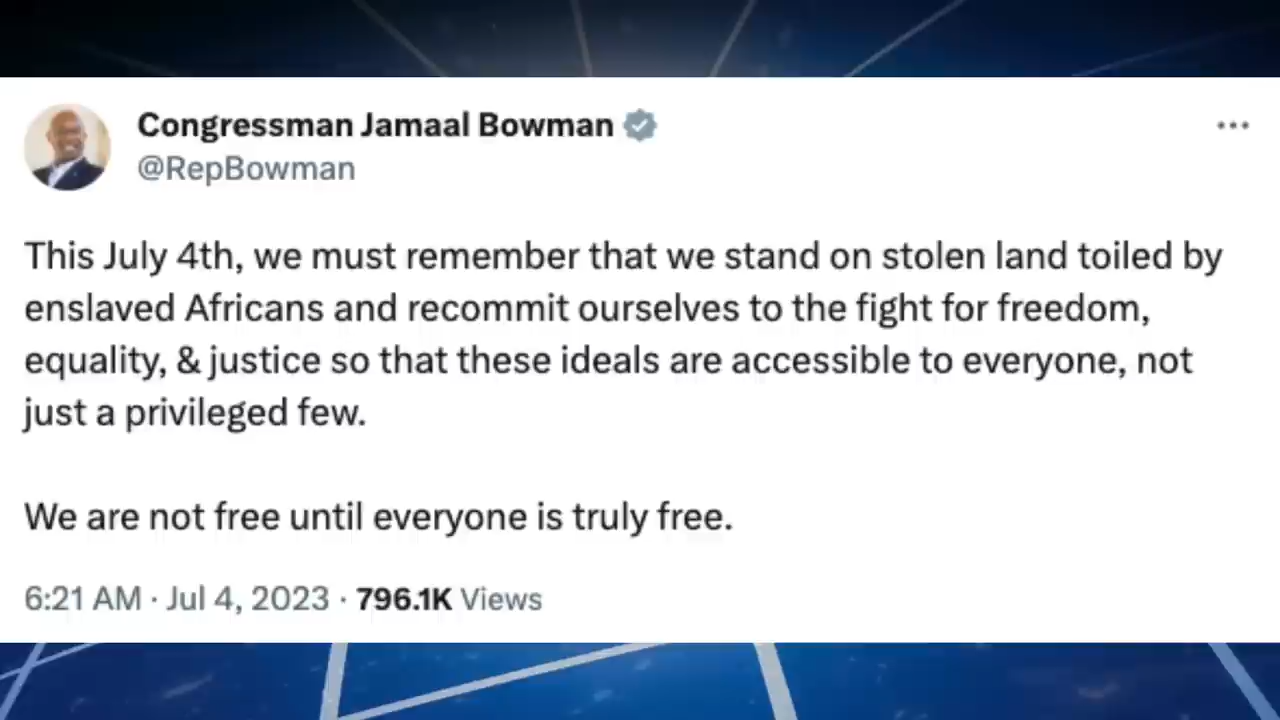 Congressman Jamaal Bowman
@RepBowman
This July 4th, we must remember that we stand on stolen land toiled by
enslaved Africans and recommit ourselves to the fight for freedom,
equality, & justice so that these ideals are accessible to everyone, not
just a privileged few.
We are not free until everyone is truly free.
6:21 AM · Jul 4, 2023 · 796.1K Views